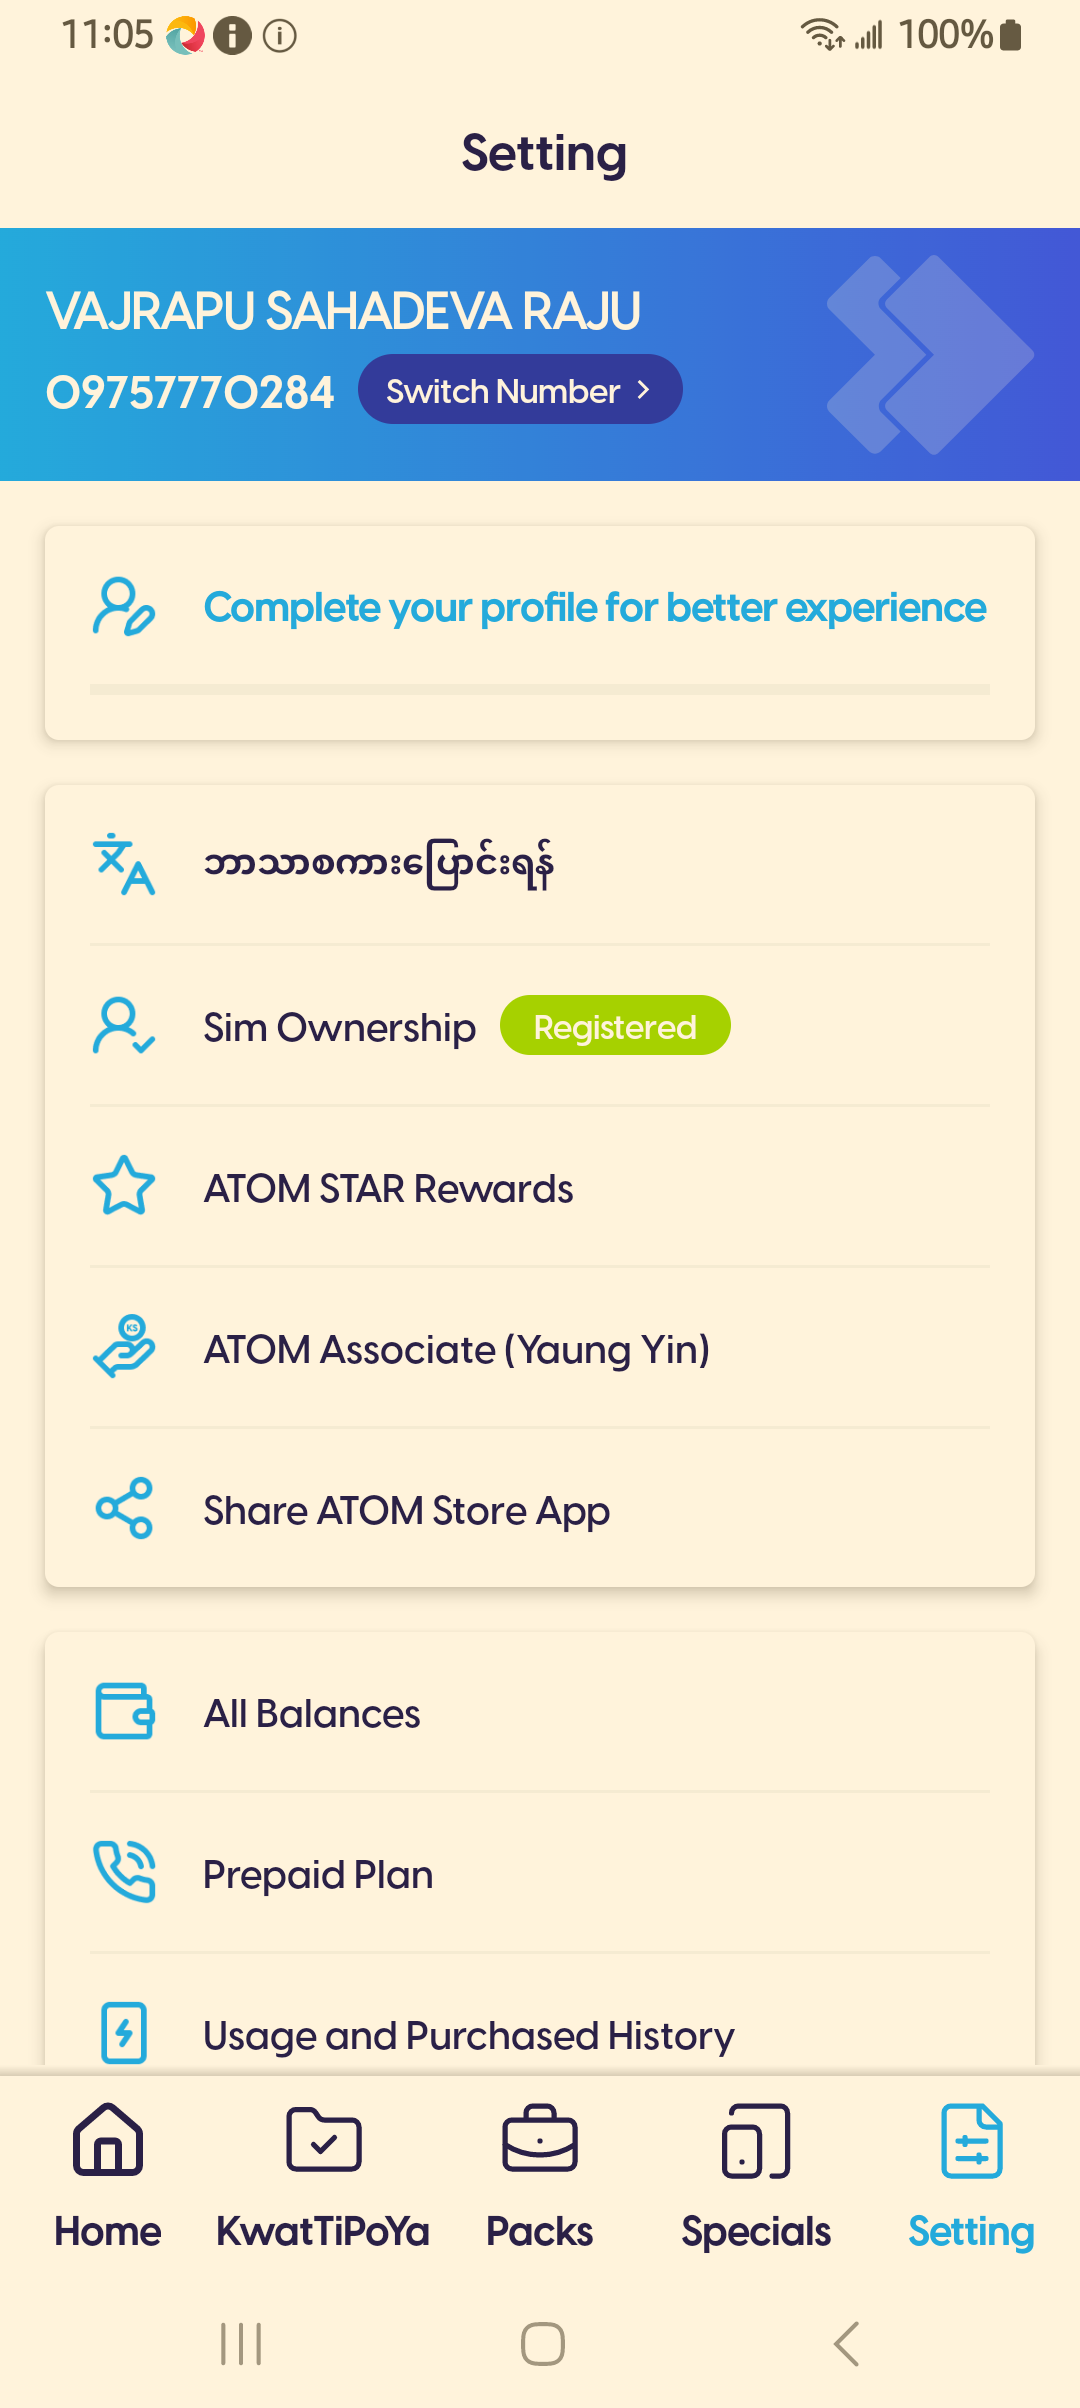 11:05
100%
Setting
VAJRAPU SAHADEVA RAJU
09757770284
Switch Number
Complete your profile for better experience
ဘာသာစကားပြောင်းရန်
Sim Ownership
Registered
ATOM STAR Rewards
KS
ATOM Associate (Yaung Yin)
Share ATOM Store App
All Balances
Prepaid Plan
Usage and Purchased History
Home
KwatTiPoYa
Packs
Specials
Setting